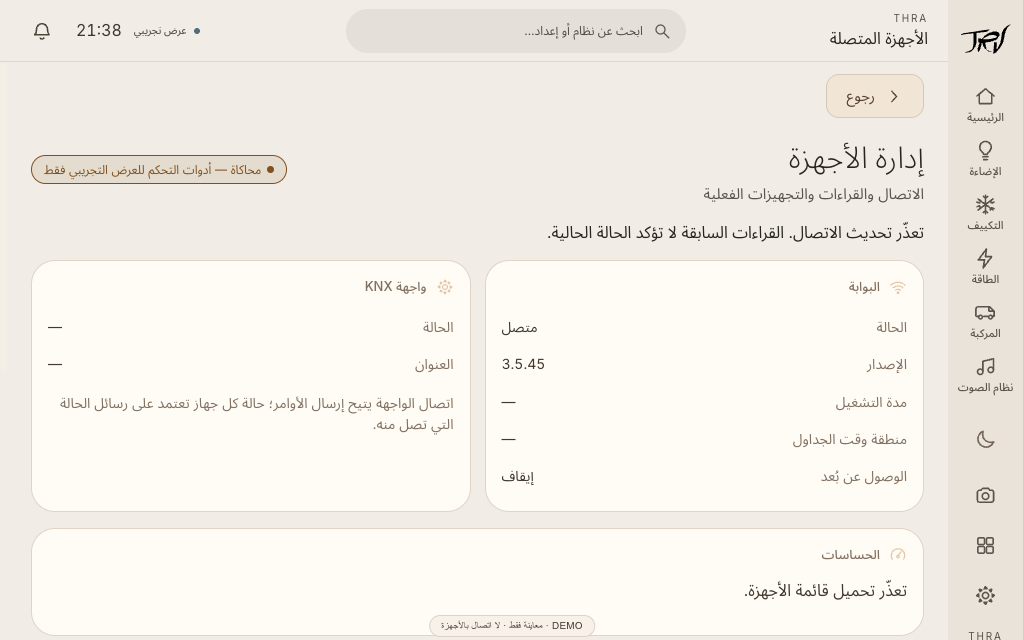 THRA
الأجهزة المتصلة
ابحث عن نظام أو إعداد...
عرض تجريبي
21:38
الرئيسية
الإضاءة
التكييف
الطاقة
المركبة
نظام الصوت
THRA
رجوع
إدارة الأجهزة
محاكاة — أدوات التحكم للعرض التجريبي فقط
الاتصال والقراءات والتجهيزات الفعلية
تعذّر تحديث الاتصال. القراءات السابقة لا تؤكد الحالة الحالية.
البوابة
الحالة متصل
الإصدار 3.5.45
مدة التشغيل —
منطقة وقت الجداول —
الوصول عن بُعد إيقاف
واجهة KNX
الحالة —
العنوان —
اتصال الواجهة يتيح إرسال الأوامر؛ حالة كل جهاز تعتمد على رسائل الحالة
التي تصل منه.
الحساسات
تعذّر تحميل قائمة الأجهزة.
DEMO · معاينة فقط · لا اتصال بالأجهزة